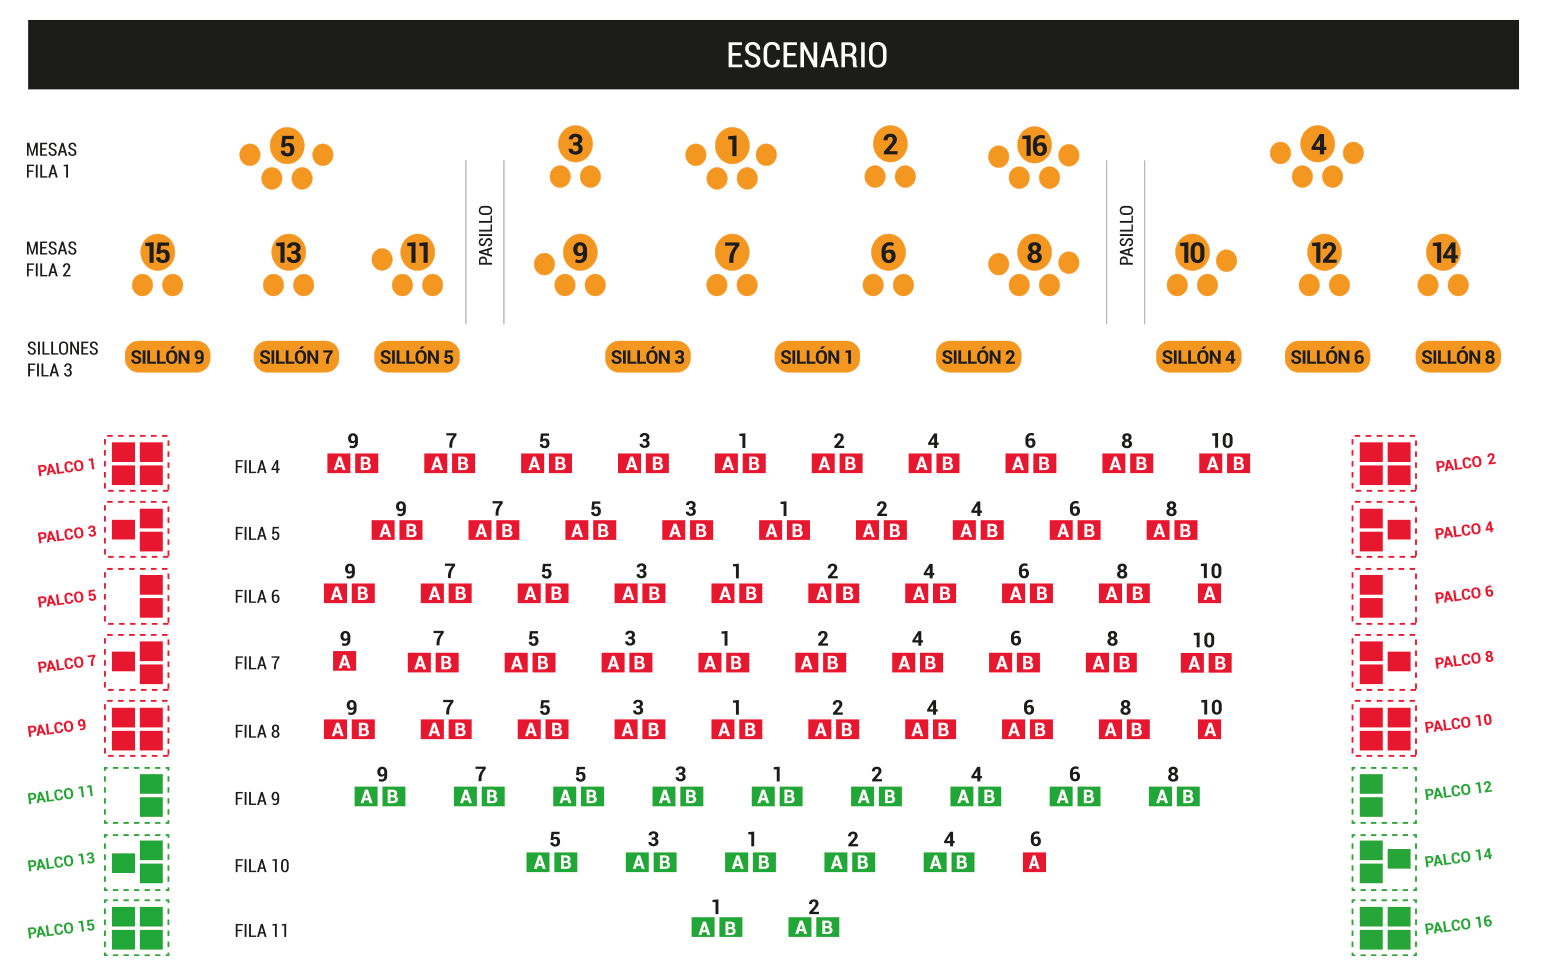 ESCENARIO
MESAS
FILA 1
5 3 1 2 16 4
MESAS
FILA 2
15 13 11 9 7 6 8 10 12 14
PASILLO
PASILLO
SILLONES
FILA 3
SILLÓN 9 SILLÓN 7 SILLÓN 5 SILLÓN 3 SILLÓN 1 SILLÓN 2 SILLÓN 4 SILLÓN 6 SILLÓN 8
9 7 5 3 1 2 4 6 8 10
PALCO 1 FILA 4 A B A B A B A B A B A B A B A B A B A B PALCO 2
9 7 5 3 1 2 4 6 8
PALCO 3 FILA 5 A B A B A B A B A B A B A B A B A B PALCO 4
9 7 5 3 1 2 4 6 8 10
PALCO 5 FILA 6 A B A B A B A B A B A B A B A B A B A PALCO 6
9 7 5 3 1 2 4 6 8 10
PALCO 7 FILA 7 A A B A B A B A B A B A B A B A B A B PALCO 8
9 7 5 3 1 2 4 6 8 10
PALCO 9 FILA 8 A B A B A B A B A B A B A B A B A B A PALCO 10
9 7 5 3 1 2 4 6 8
PALCO 11 FILA 9 A B A B A B A B A B A B A B A B A B PALCO 12
5 3 1 2 4 6
PALCO 13 FILA 10 A B A B A B A B A B A PALCO 14
1 2
PALCO 15 FILA 11 A B A B PALCO 16